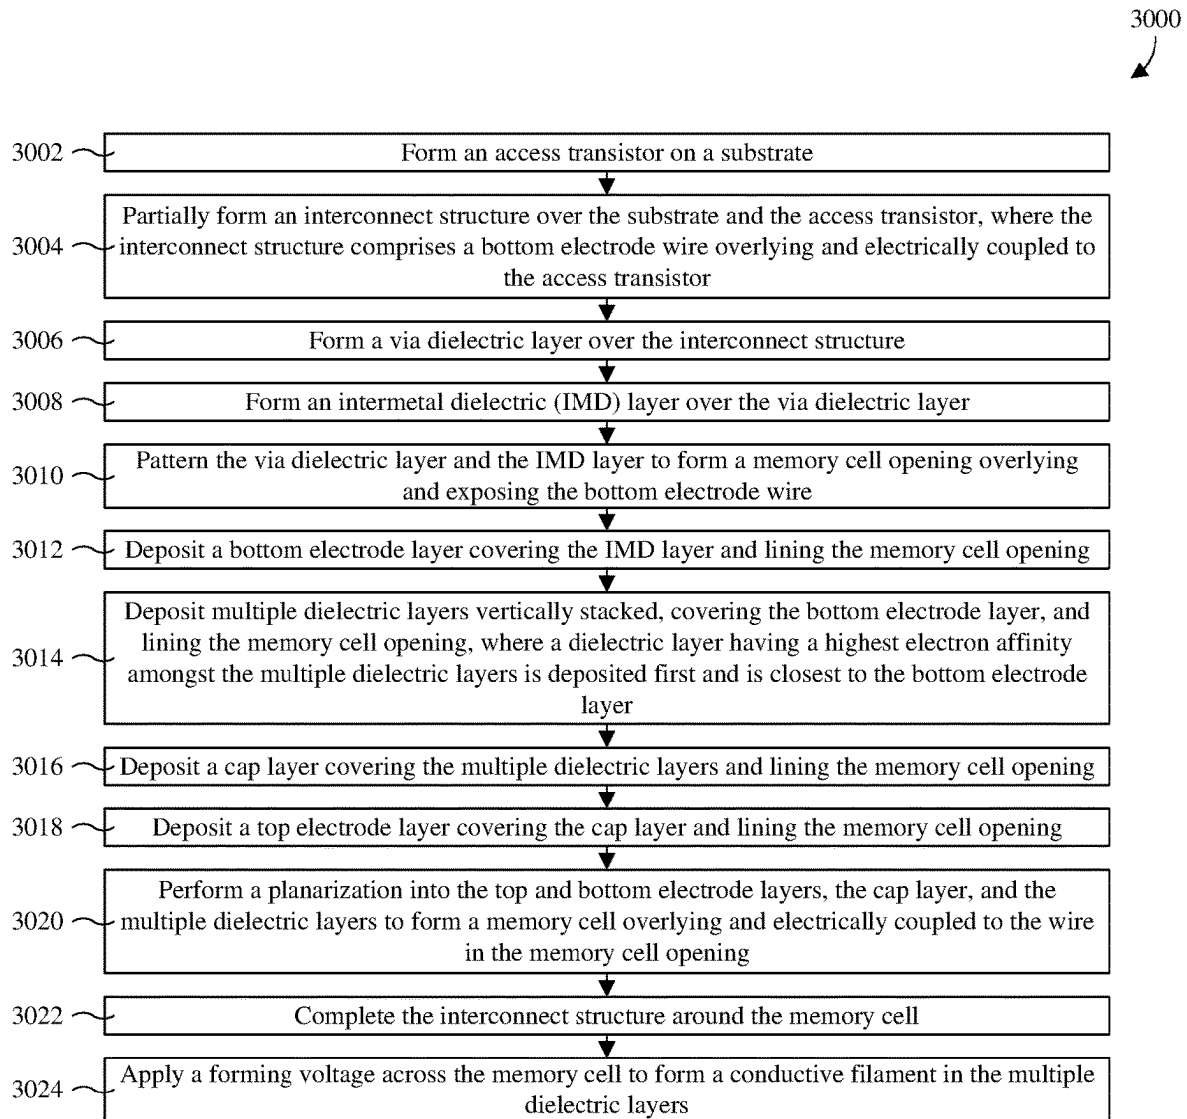 3000
3002
Form an access transistor on a substrate
3004
Partially form an interconnect structure over the substrate and the access transistor, where the
interconnect structure comprises a bottom electrode wire overlying and electrically coupled to
the access transistor
3006
Form a via dielectric layer over the interconnect structure
3008
Form an intermetal dielectric (IMD) layer over the via dielectric layer
3010
Pattern the via dielectric layer and the IMD layer to form a memory cell opening overlying
and exposing the bottom electrode wire
3012
Deposit a bottom electrode layer covering the IMD layer and lining the memory cell opening
3014
Deposit multiple dielectric layers vertically stacked, covering the bottom electrode layer, and
lining the memory cell opening, where a dielectric layer having a highest electron affinity
amongst the multiple dielectric layers is deposited first and is closest to the bottom electrode
layer
3016
Deposit a cap layer covering the multiple dielectric layers and lining the memory cell opening
3018
Deposit a top electrode layer covering the cap layer and lining the memory cell opening
3020
Perform a planarization into the top and bottom electrode layers, the cap layer, and the
multiple dielectric layers to form a memory cell overlying and electrically coupled to the wire
in the memory cell opening
3022
Complete the interconnect structure around the memory cell
3024
Apply a forming voltage across the memory cell to form a conductive filament in the multiple
dielectric layers